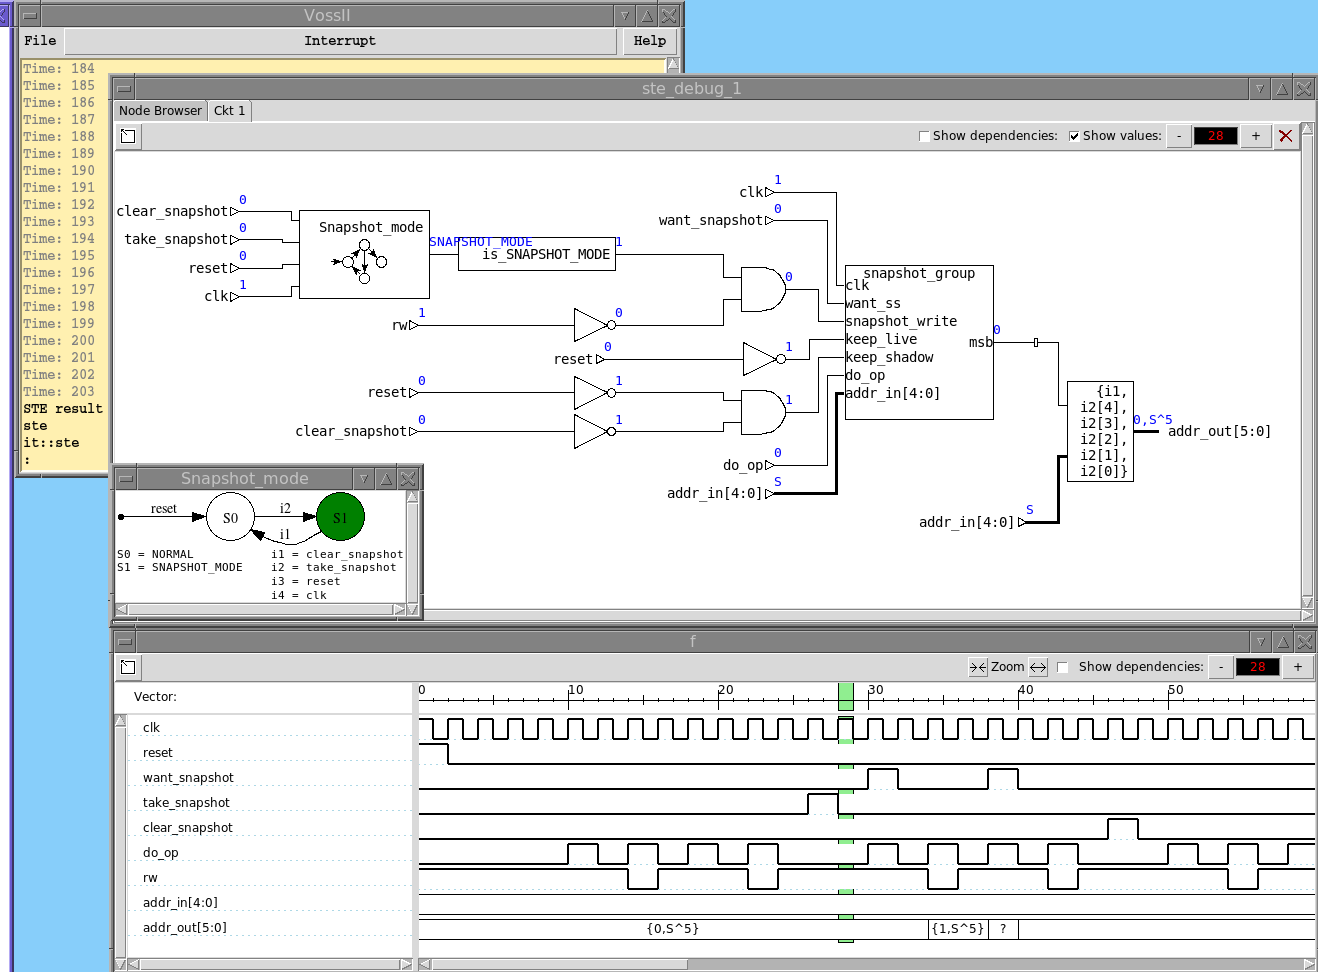 VossII
File
Interrupt
Help
Time: 184
Time: 185
Time: 186
Time: 187
Time: 188
Time: 189
Time: 190
Time: 191
Time: 192
Time: 193
Time: 194
Time: 195
Time: 196
Time: 197
Time: 198
Time: 199
Time: 200
Time: 201
Time: 202
Time: 203
STE result
ste
it::ste
:
ste_debug_1
Node Browser
Ckt 1
Show dependencies:
Show values:
- 28 +
clear_snapshot
0
take_snapshot
0
reset
0
clk
1
Snapshot_mode
SNAPSHOT_MODE
is_SNAPSHOT_MODE
1
clk
1
want_snapshot
0
rw
1
0
0
reset
0
1
reset
0
1
clear_snapshot
0
1
1
do_op
0
addr_in[4:0]
S
snapshot_group
clk
want_ss
snapshot_write
keep_live
keep_shadow
do_op
addr_in[4:0]
msb
0
{i1,
i2[4],
i2[3],
i2[2],
i2[1],
i2[0]}
0,S^5
addr_out[5:0]
addr_in[4:0]
S
Snapshot_mode
reset
S0
i2
i1
S1
S0 = NORMAL
S1 = SNAPSHOT_MODE
i1 = clear_snapshot
i2 = take_snapshot
i3 = reset
i4 = clk
f
Zoom
Show dependencies:
- 28 +
Vector:
0 10 20 30 40 50
clk
reset
want_snapshot
take_snapshot
clear_snapshot
do_op
rw
addr_in[4:0]
addr_out[5:0]
{0,S^5}
{1,S^5}
?